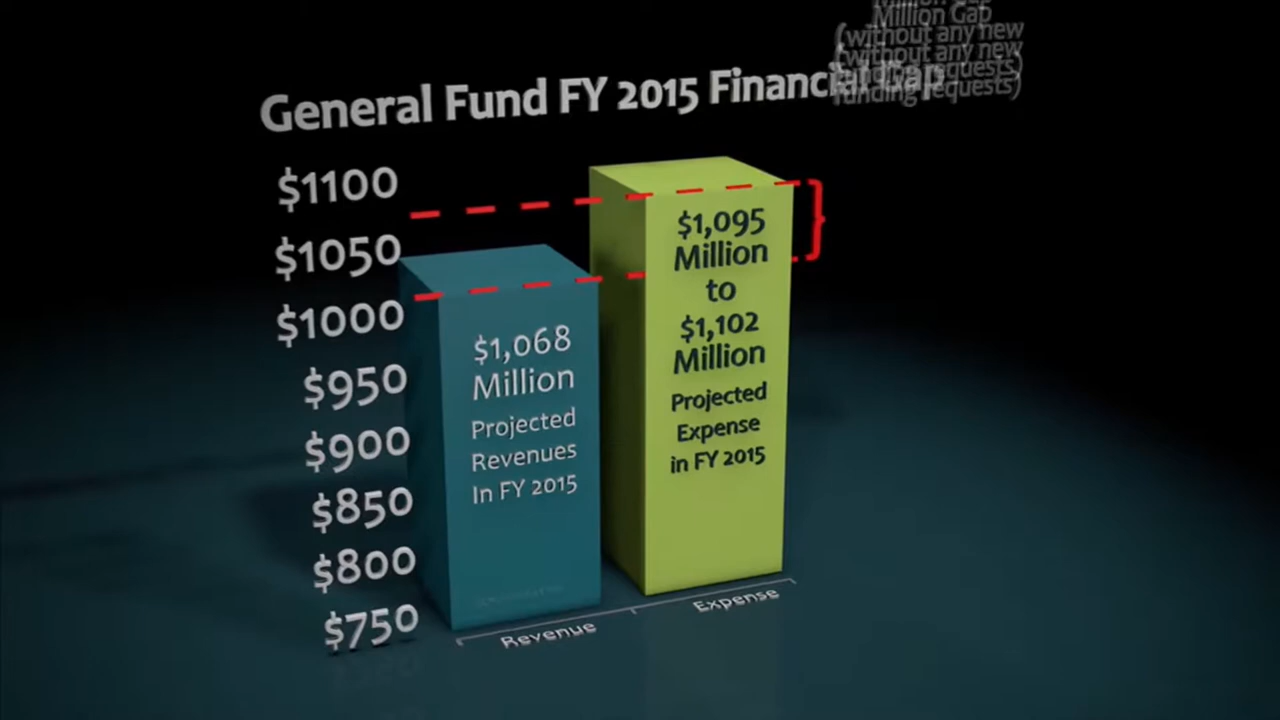 Million Gap
(without any new
funding requests)
General Fund FY 2015 Financial Gap
$1100
$1050
$1000
$950
$900
$850
$800
$750
$1,068
Million
Projected
Revenues
In FY 2015
$1,095
Million
to
$1,102
Million
Projected
Expense
in FY 2015
Revenue
Expense